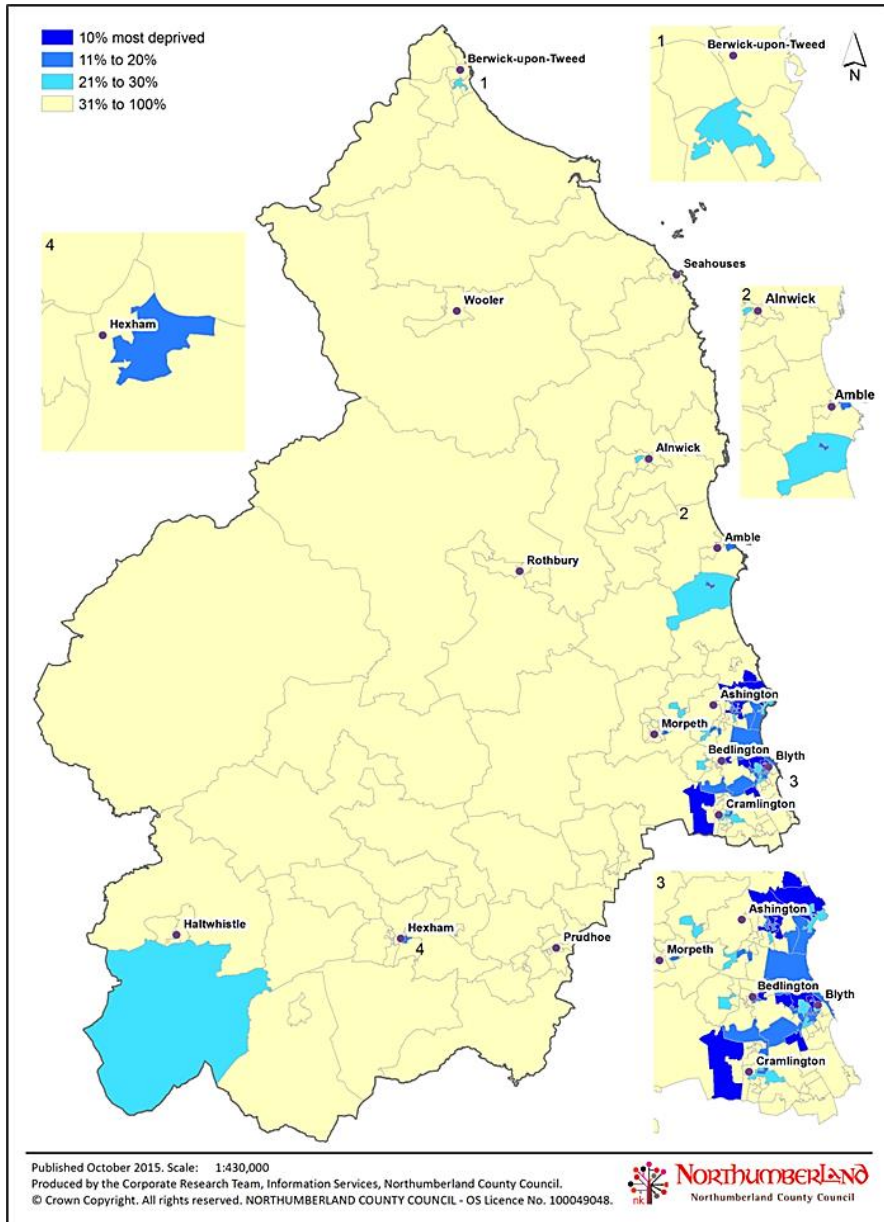 10% most deprived
11% to 20%
21% to 30%
31% to 100%
Berwick-upon-Tweed
1
1
Berwick-upon-Tweed
N
4
Hexham
Seahouses
Wooler
2
Alnwick
Amble
Alnwick
2
Amble
Rothbury
Ashington
Morpeth
Bedlington
Blyth
3
Cramlington
3
Ashington
Morpeth
Bedlington
Blyth
Cramlington
Haltwhistle
Hexham
4
Prudhoe
Published October 2015. Scale: 1:430,000
Produced by the Corporate Research Team, Information Services, Northumberland County Council.
© Crown Copyright. All rights reserved. NORTHUMBERLAND COUNTY COUNCIL - OS Licence No. 100049048.
nk
NORTHUMBERLAND
Northumberland County Council